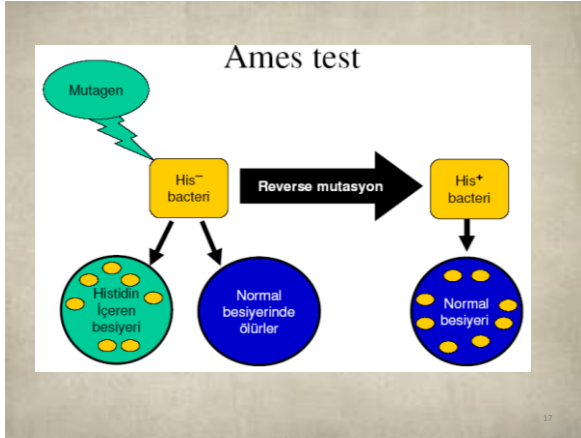 Ames test
Mutagen
His⁻
bacteri
Reverse mutasyon
His⁺
bacteri
Histidin
İçeren
besiyeri
Normal
besiyerinde
ölürler
Normal
besiyeri
17